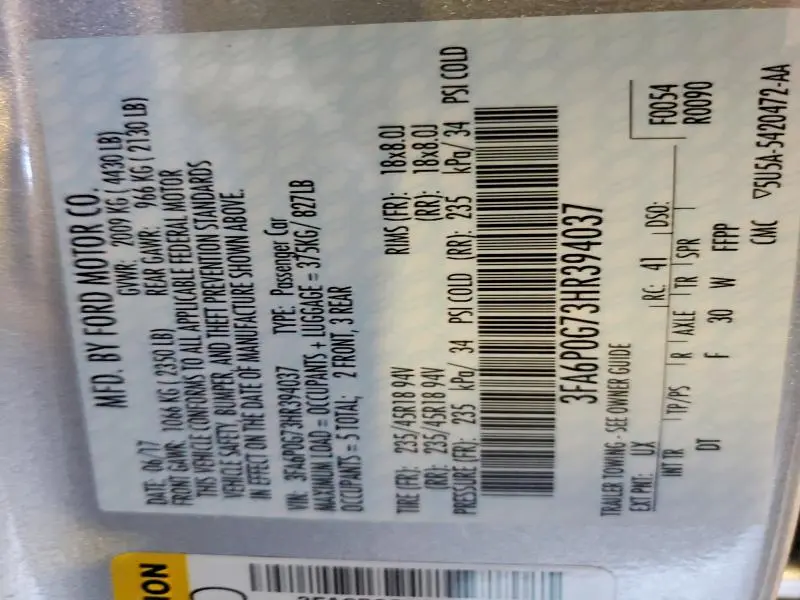 MFD. BY FORD MOTOR CO.
DATE: 06/17 GVWR: 2009 KG ( 4430 LB)
FRONT GAWR: 1066 KG ( 2350 LB) REAR GAWR: 966 KG ( 2130 LB)
THIS VEHICLE CONFORMS TO ALL APPLICABLE FEDERAL MOTOR
VEHICLE SAFETY, BUMPER, AND THEFT PREVENTION STANDARDS
IN EFFECT ON THE DATE OF MANUFACTURE SHOWN ABOVE.
VIN: 3FA6P0G73HR394037 TYPE: Passenger Car
MAXIMUM LOAD = OCCUPANTS + LUGGAGE = 375KG/ 827LB
OCCUPANTS = 5 TOTAL; 2 FRONT, 3 REAR
TIRE (FR): 235/45R18 94V RIMS (FR): 18x8.0J
(RR): 235/45R18 94V (RR): 18x8.0J
PRESSURE (FR): 235 kPa/ 34 PSI COLD (RR): 235 kPa/ 34 PSI COLD
3FA6P0G73HR394037
F0054
R0090
TRAILER TOWING - SEE OWNER GUIDE
EXT PNT: UX RC: 41 DSO:
INT TR TP/PS R AXLE TR SPR
DT F 30 W FFPP
CMC ▽5U5A-5420472-AA
ION